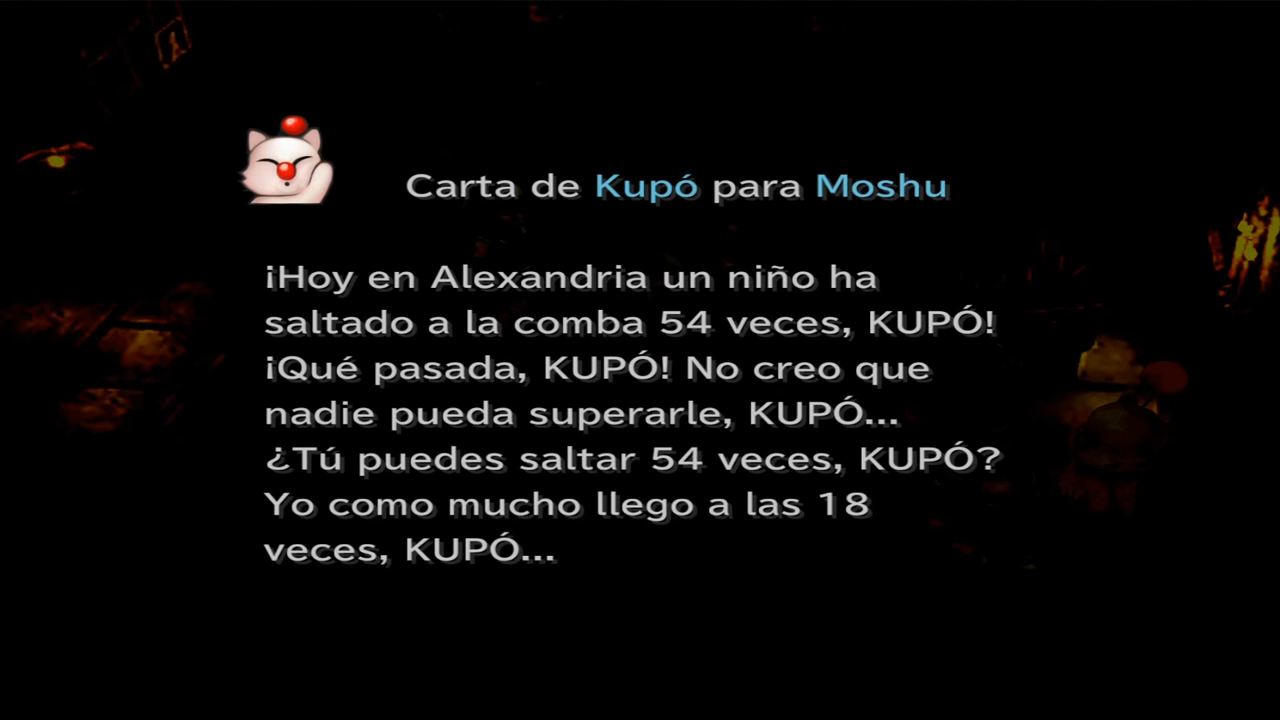 Carta de Kupó para Moshu
¡Hoy en Alexandria un niño ha
saltado a la comba 54 veces, KUPÓ!
¡Qué pasada, KUPÓ! No creo que
nadie pueda superarle, KUPÓ...
¿Tú puedes saltar 54 veces, KUPÓ?
Yo como mucho llego a las 18
veces, KUPÓ...